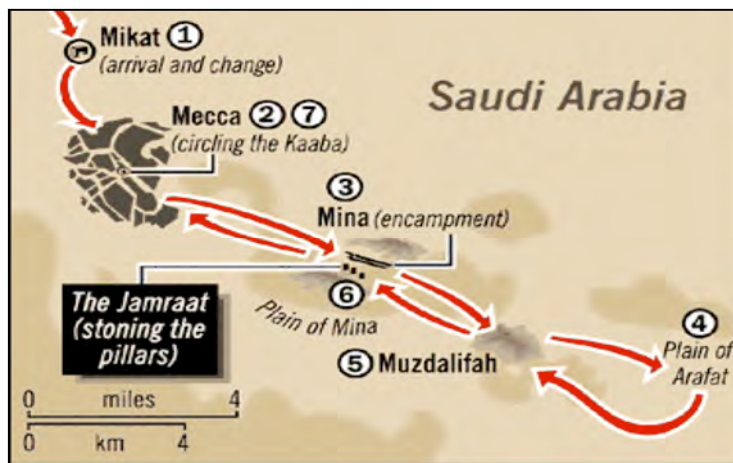 Mikat 1
(arrival and change)
Saudi Arabia
Mecca 2 7
(circling the Kaaba)
3
Mina (encampment)
The Jamraat
(stoning the
pillars)
6
Plain of Mina
4
Plain of
Arafat
5 Muzdalifah
0 miles 4
0 km 4